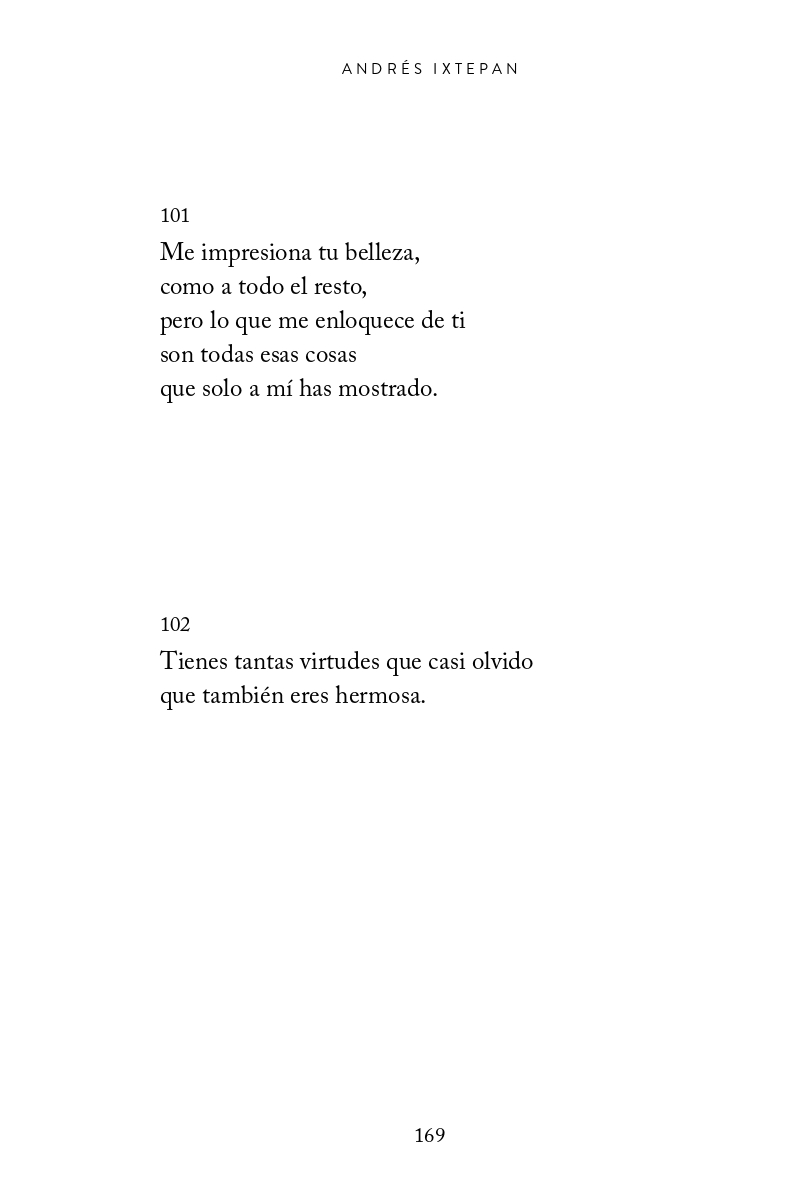 ANDRÉS IXTEPAN
101
Me impresiona tu belleza,
como a todo el resto,
pero lo que me enloquece de ti
son todas esas cosas
que solo a mí has mostrado.
102
Tienes tantas virtudes que casi olvido
que también eres hermosa.
169